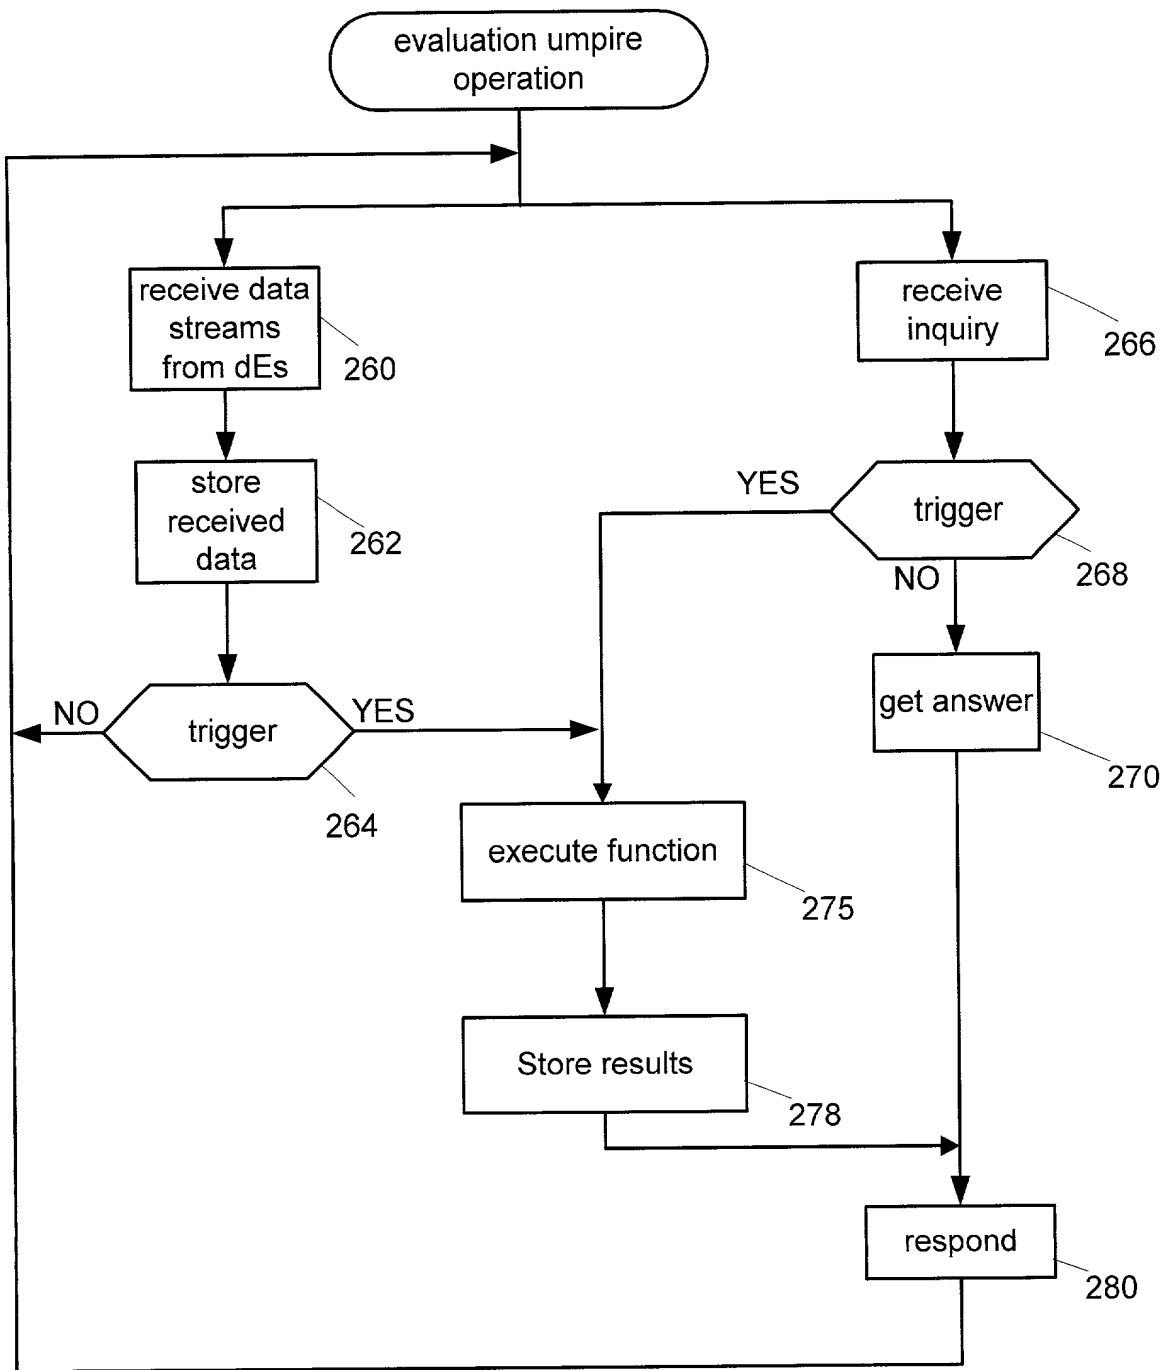 evaluation umpire
operation
receive data
streams
from dEs
260
receive
inquiry
266
store
received
data
262
YES
trigger
268
NO
get answer
270
NO
trigger
YES
264
execute function
275
Store results
278
respond
280